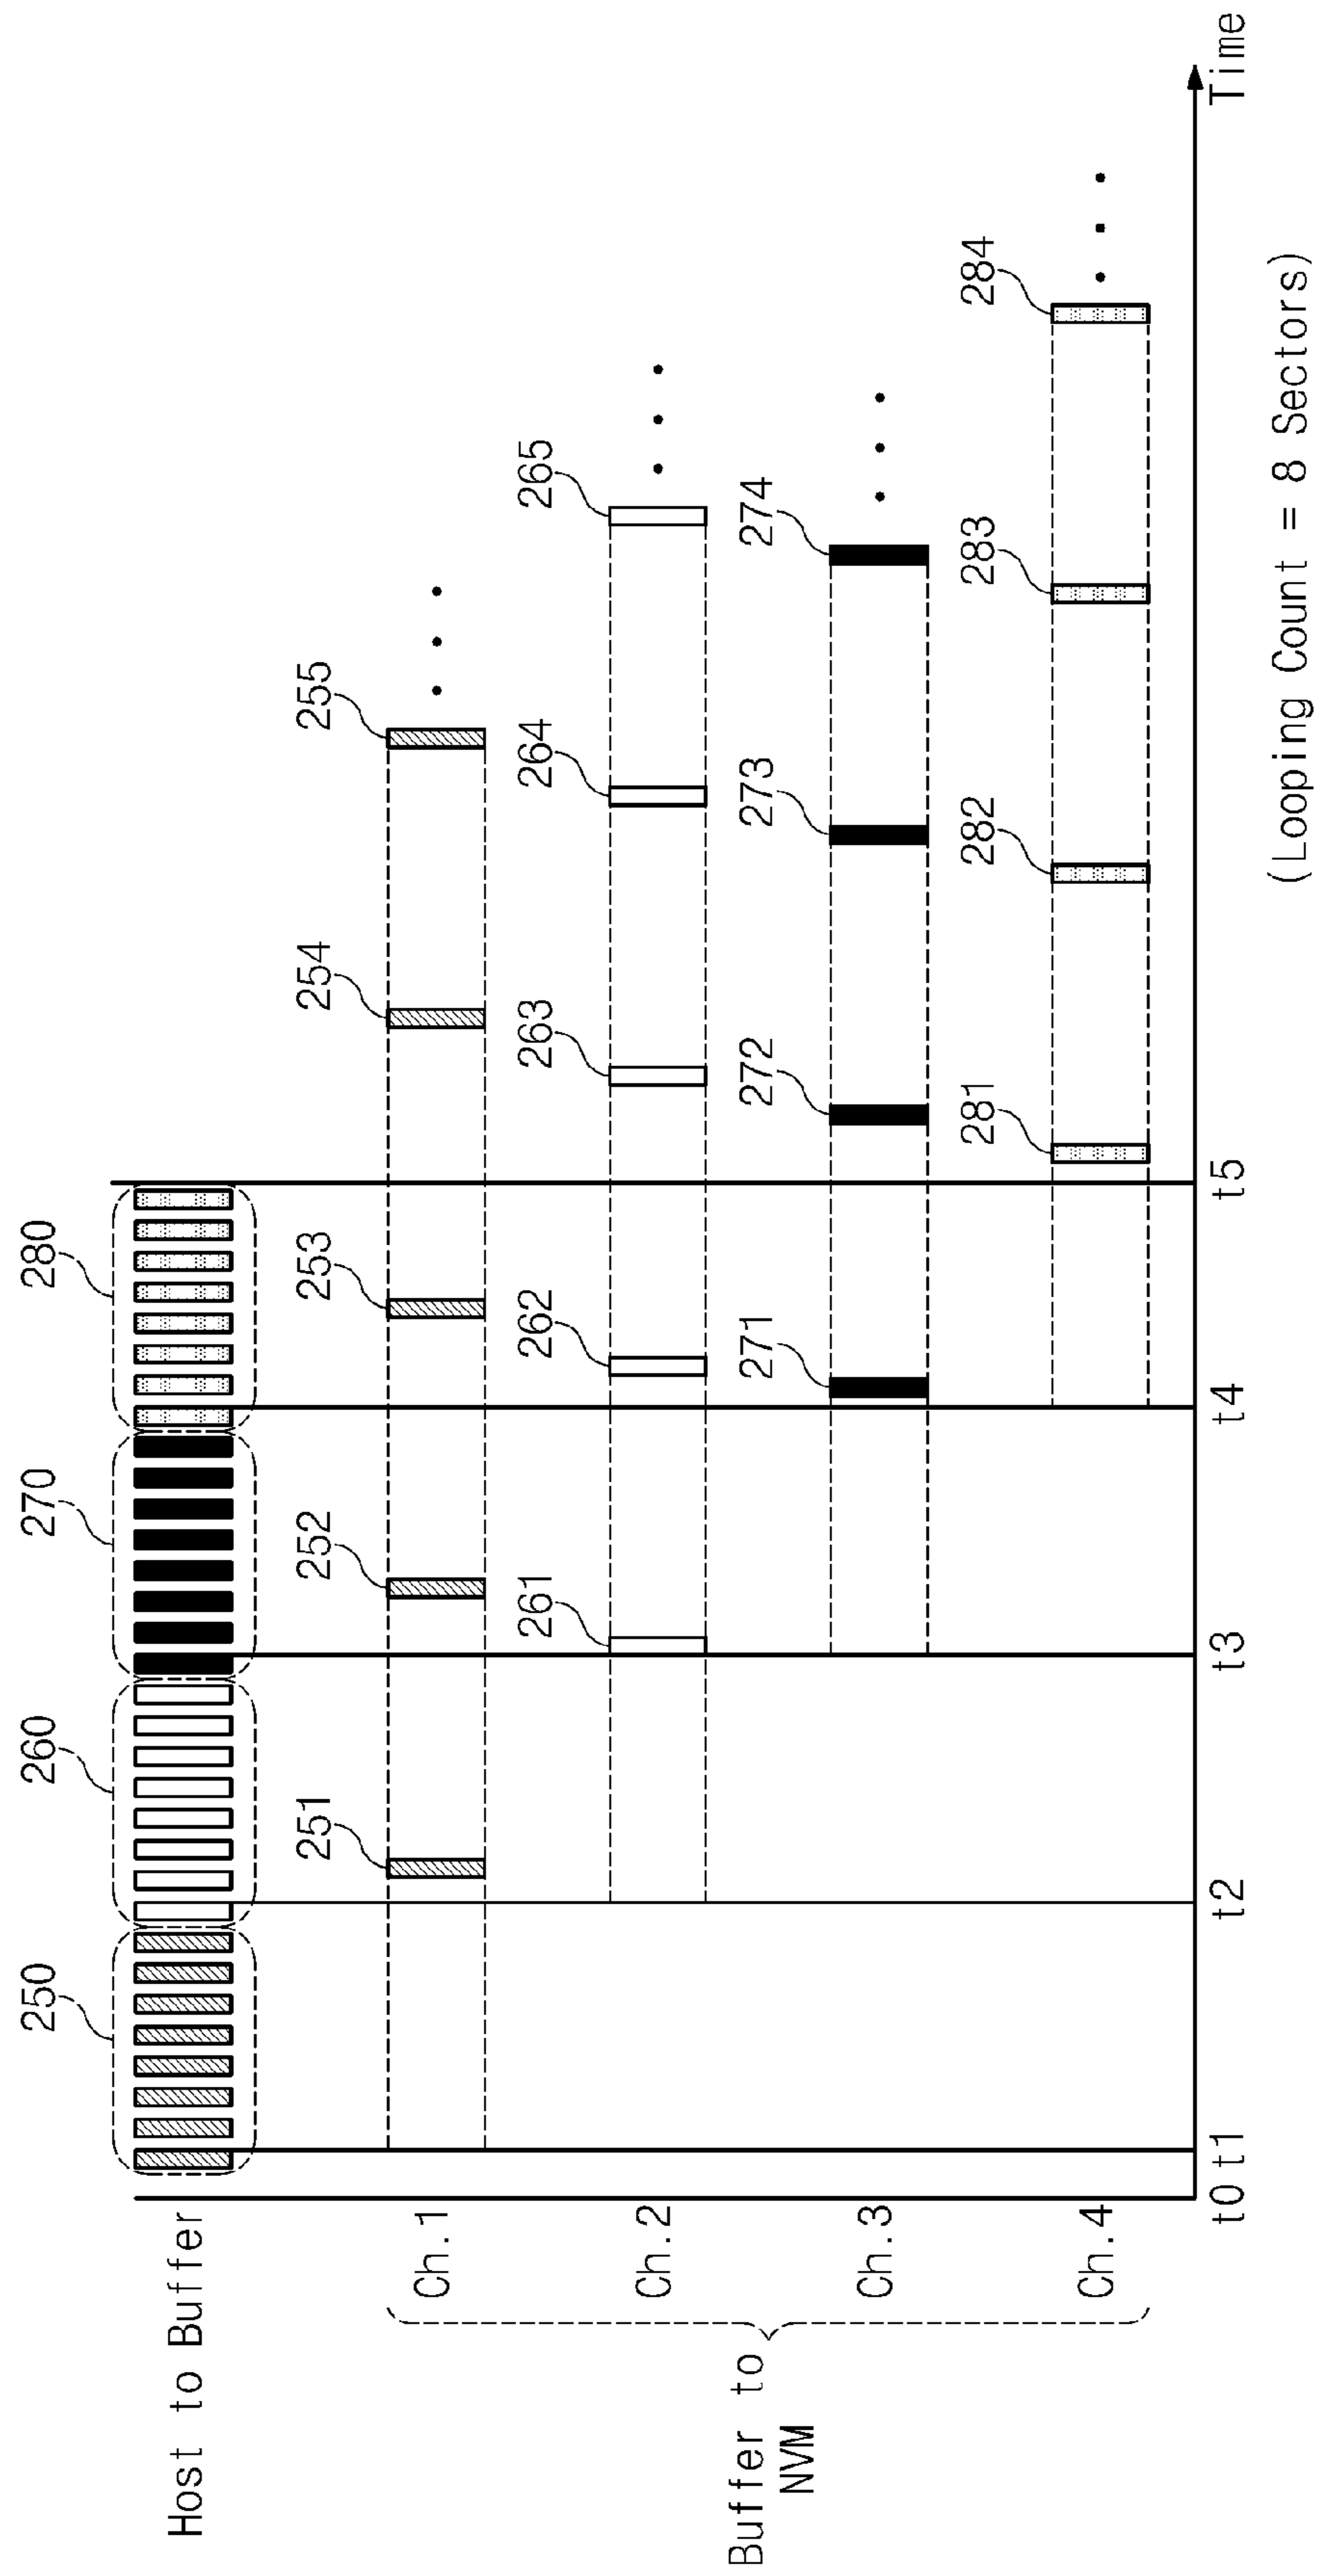 250
260
270
280
Host to Buffer
251
252
253
254
255
Ch.1
261
262
263
264
265
Ch.2
Buffer to
NVM
271
272
273
274
Ch.3
281
282
283
284
Ch.4
t0 t1 t2 t3 t4 t5 Time
(Looping Count = 8 Sectors)